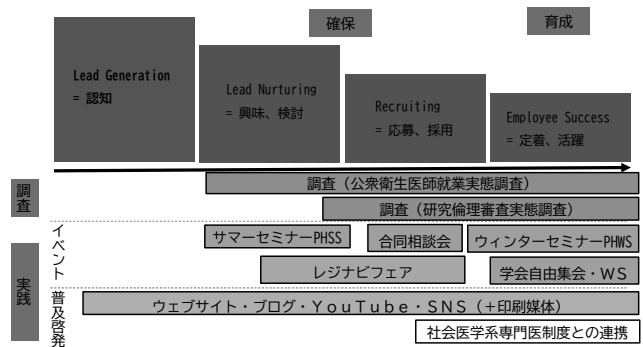 確保
育成
Lead Generation
= 認知
Lead Nurturing
= 興味、検討
Recruiting
= 応募、採用
Employee Success
= 定着、活躍
調査
調査（公衆衛生医師就業実態調査）
調査（研究倫理審査実態調査）
実践
イベント
サマーセミナーPHSS
合同相談会
ウィンターセミナーPHWS
レジナビフェア
学会自由集会・WS
普及啓発
ウェブサイト・ブログ・YouTube・SNS（+印刷媒体）
社会医学系専門医制度との連携